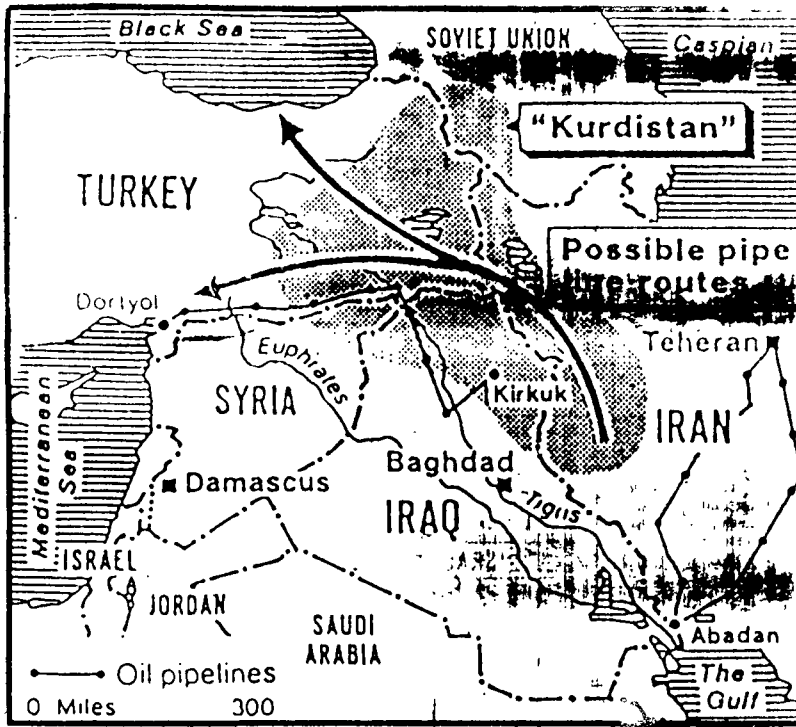 Black Sea
SOVIET UNION
Caspian
"Kurdistan"
TURKEY
Possible pipe
line routes
Dortyol
Teheran
Euphrates
SYRIA
Kirkuk
IRAN
Mediterranean
Sea
Baghdad
Damascus
Tigris
IRAQ
ISRAEL
JORDAN
SAUDI
ARABIA
Abadan
Oil pipelines
The
Gulf
0 Miles 300